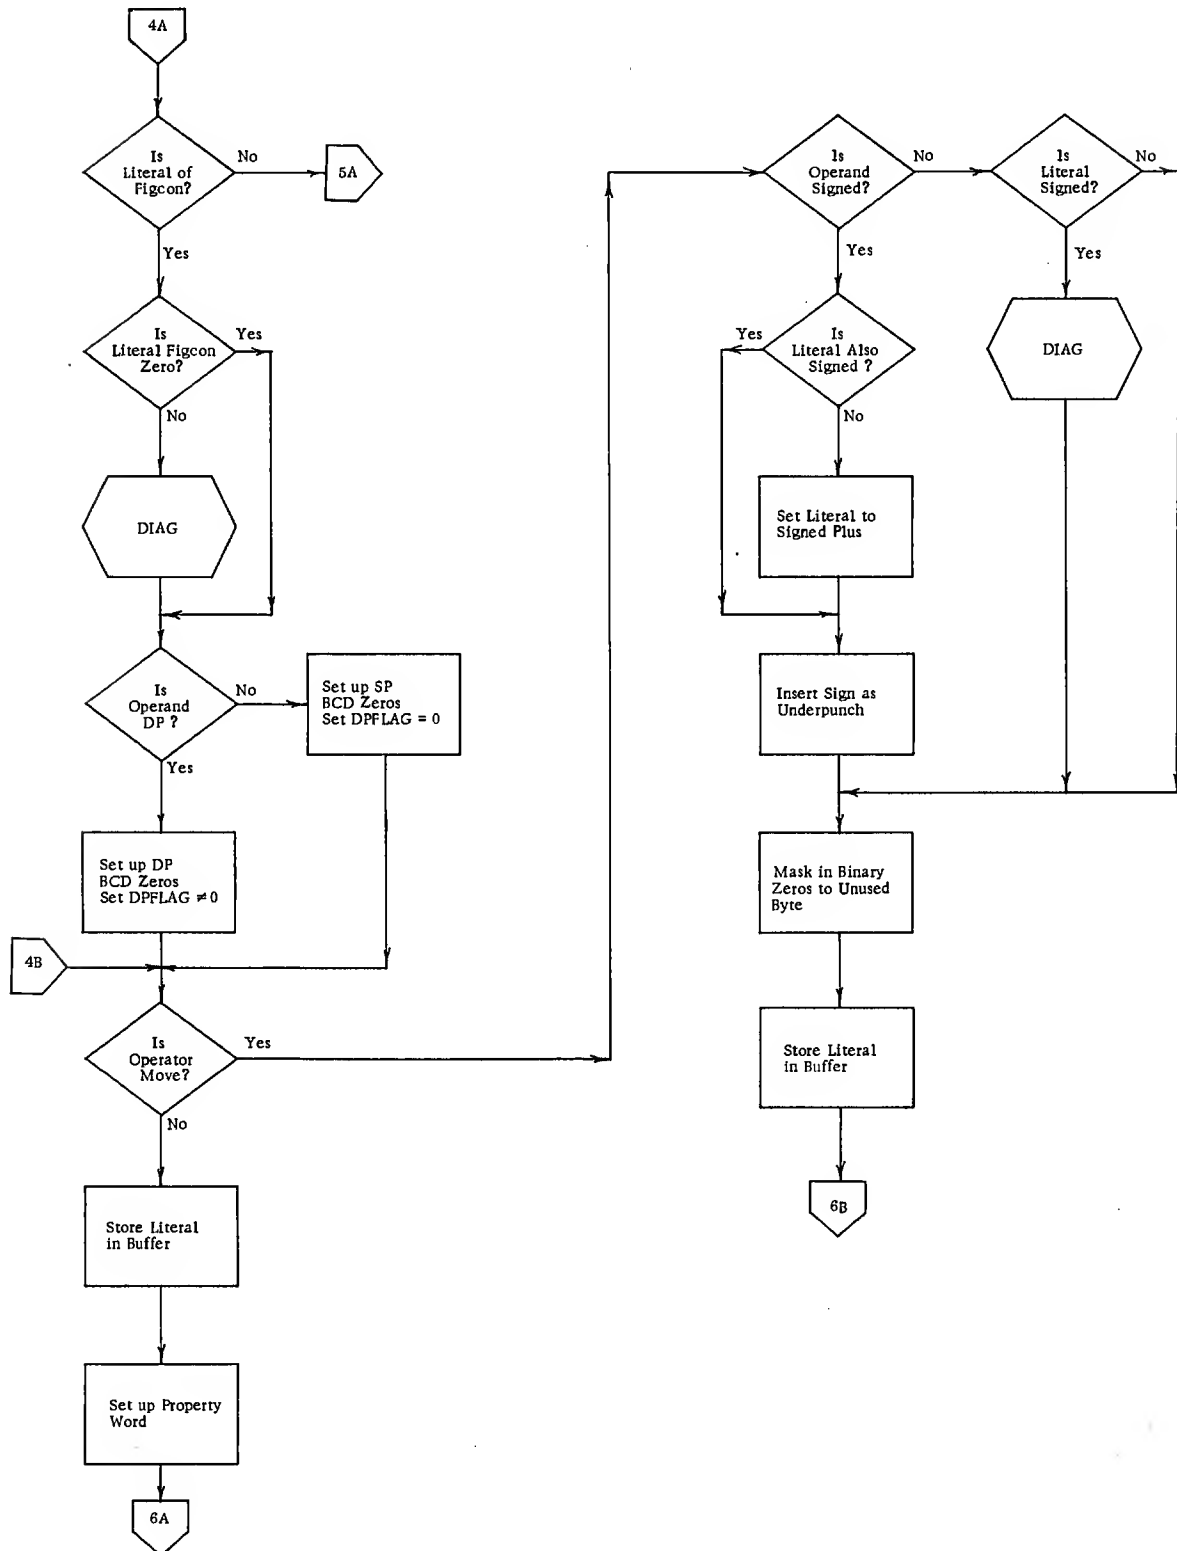 4A
Is
Literal of
Figcon?
No
5A
Yes
Is
Literal Figcon
Zero?
Yes
No
DIAG
Is
Operand
DP ?
No
Set up SP
BCD Zeros
Set DPFLAG = 0
Yes
Set up DP
BCD Zeros
Set DPFLAG ≠ 0
4B
Is
Operator
Move?
Yes
No
Store Literal
in Buffer
Set up Property
Word
6A
Is
Operand
Signed?
No
Is
Literal
Signed?
No
Yes
Yes
DIAG
Yes
Is
Literal Also
Signed ?
No
Set Literal to
Signed Plus
Insert Sign as
Underpunch
Mask in Binary
Zeros to Unused
Byte
Store Literal
in Buffer
6B